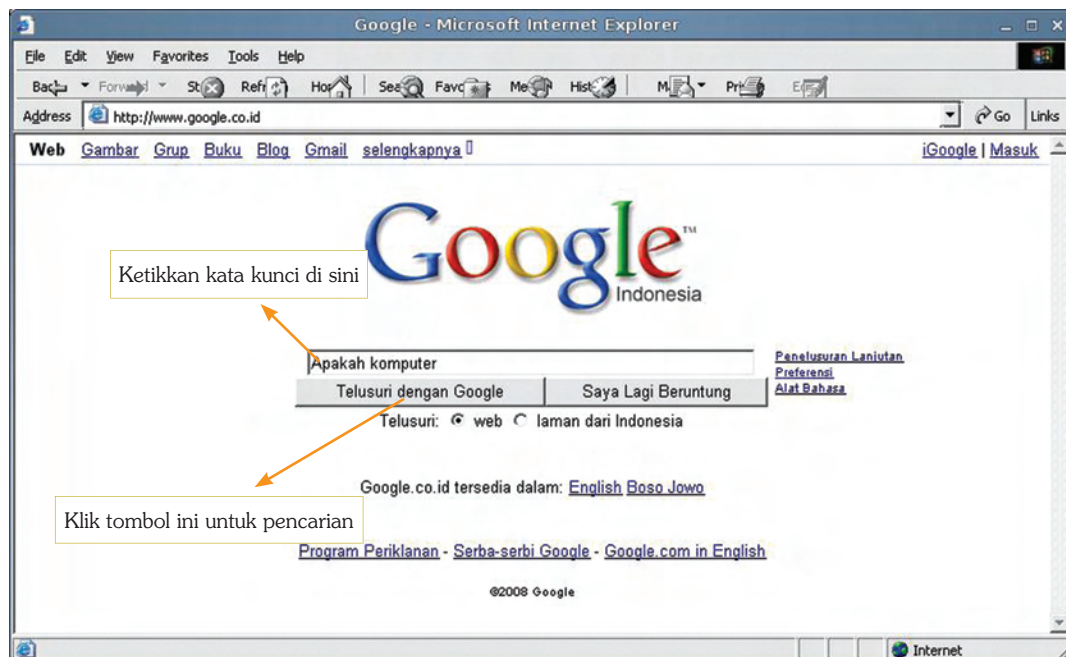 Google - Microsoft Internet Explorer
File Edit View Favorites Tools Help
Address http://www.google.co.id Go Links
Web Gambar Grup Buku Blog Gmail selengkapnya iGoogle | Masuk
Google™
Indonesia
Ketikkan kata kunci di sini
Apakah komputer
Penelusuran Lanjutan
Preferensi
Alat Bahasa
Telusuri dengan Google Saya Lagi Beruntung
Telusuri: web laman dari Indonesia
Google.co.id tersedia dalam: English Boso Jowo
Klik tombol ini untuk pencarian
Program Periklanan - Serba-serbi Google - Google.com in English
©2008 Google
Internet